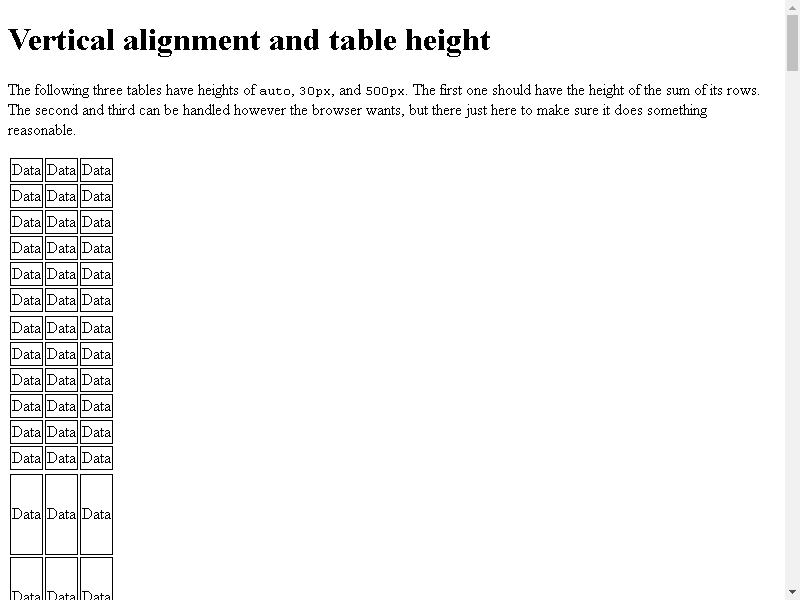 Vertical alignment and table height
The following three tables have heights of auto, 30px, and 500px. The first one should have the height of the sum of its rows.
The second and third can be handled however the browser wants, but there just here to make sure it does something
reasonable.
Data Data Data
Data Data Data
Data Data Data
Data Data Data
Data Data Data
Data Data Data
Data Data Data
Data Data Data
Data Data Data
Data Data Data
Data Data Data
Data Data Data
Data Data Data
Data Data Data